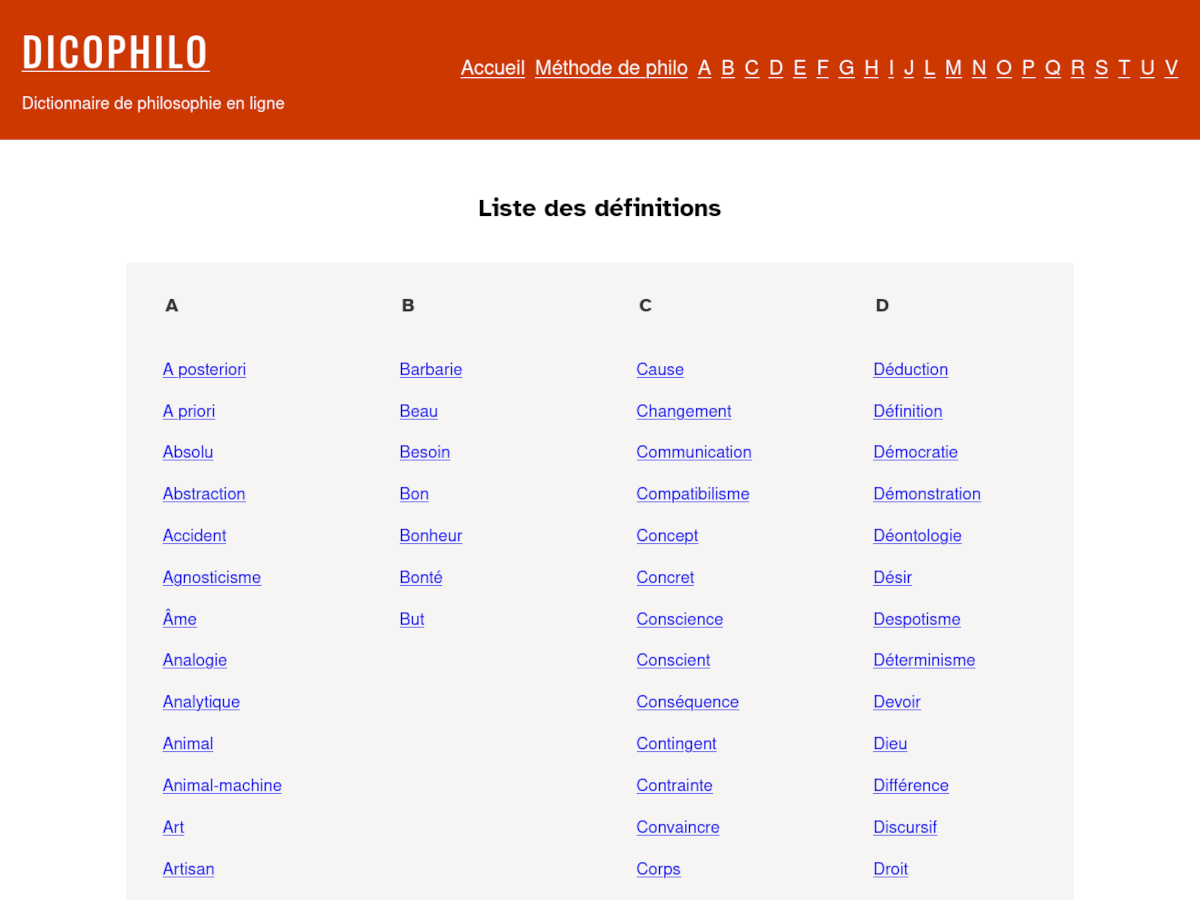 DICOPHILO
Dictionnaire de philosophie en ligne
Accueil Méthode de philo A B C D E F G H I J L M N O P Q R S T U V
Liste des définitions
A
A posteriori
A priori
Absolu
Abstraction
Accident
Agnosticisme
Âme
Analogie
Analytique
Animal
Animal-machine
Art
Artisan
B
Barbarie
Beau
Besoin
Bon
Bonheur
Bonté
But
C
Cause
Changement
Communication
Compatibilisme
Concept
Concret
Conscience
Conscient
Conséquence
Contingent
Contrainte
Convaincre
Corps
D
Déduction
Définition
Démocratie
Démonstration
Déontologie
Désir
Despotisme
Déterminisme
Devoir
Dieu
Différence
Discursif
Droit